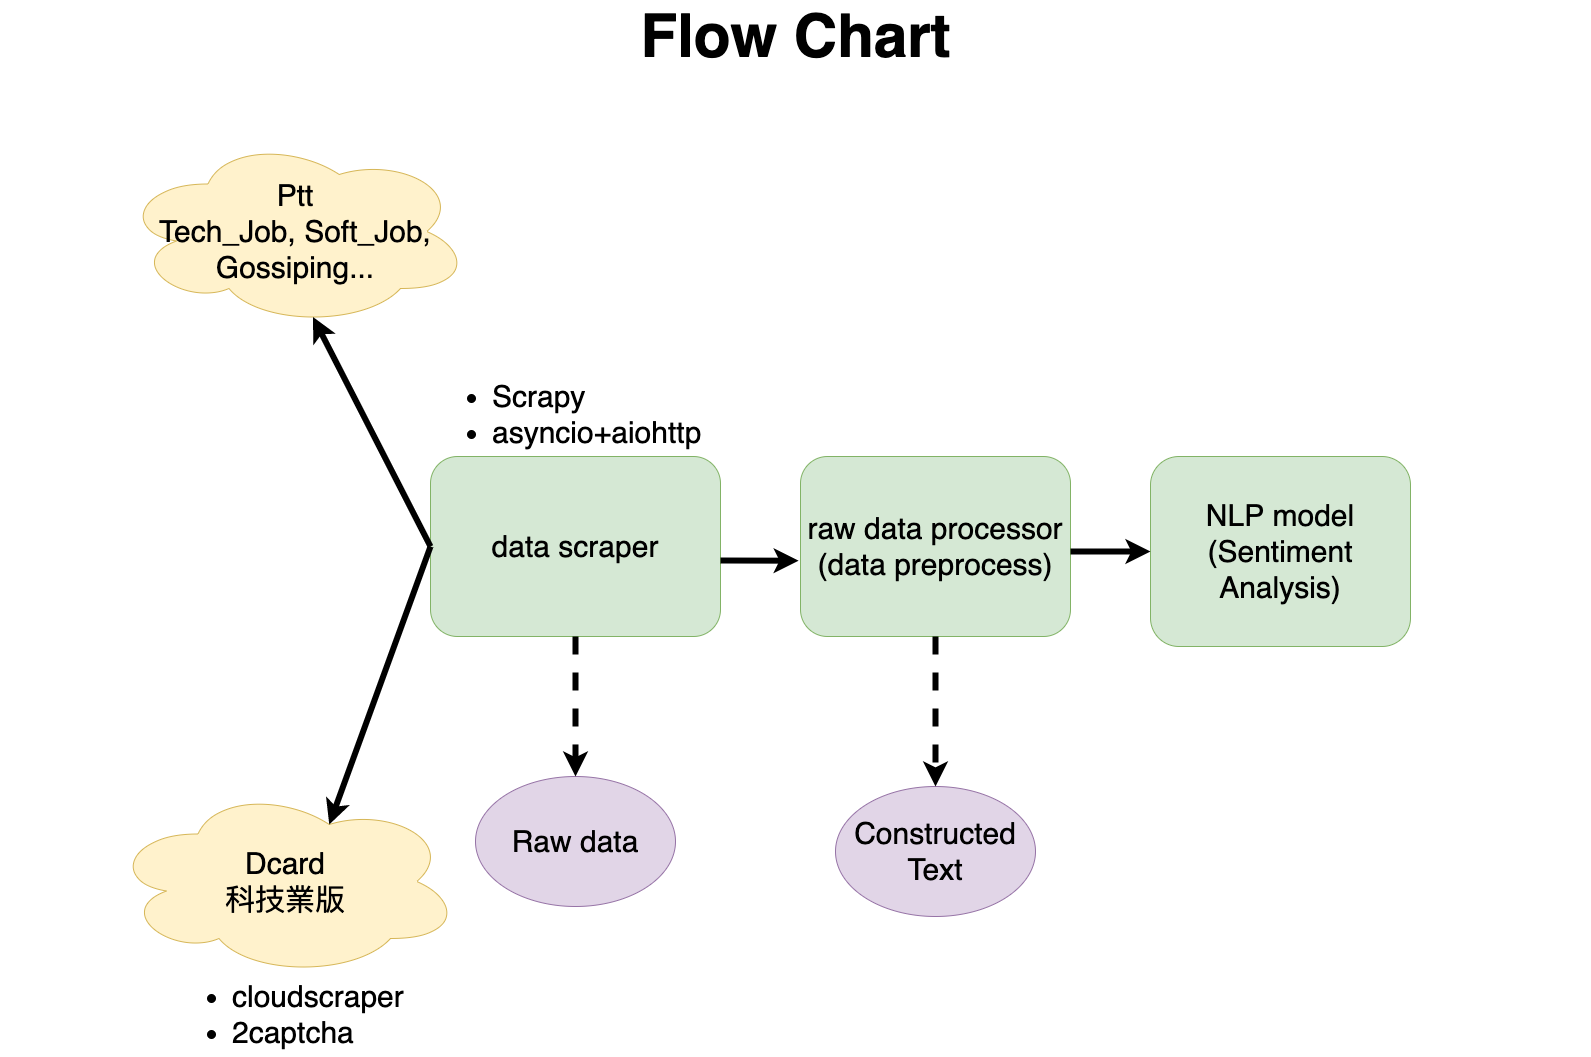 Flow Chart
Ptt
Tech_Job, Soft_Job,
Gossiping...
• Scrapy
• asyncio+aiohttp
data scraper
raw data processor
(data preprocess)
NLP model
(Sentiment
Analysis)
Raw data
Constructed
Text
Dcard
科技業版
• cloudscraper
• 2captcha